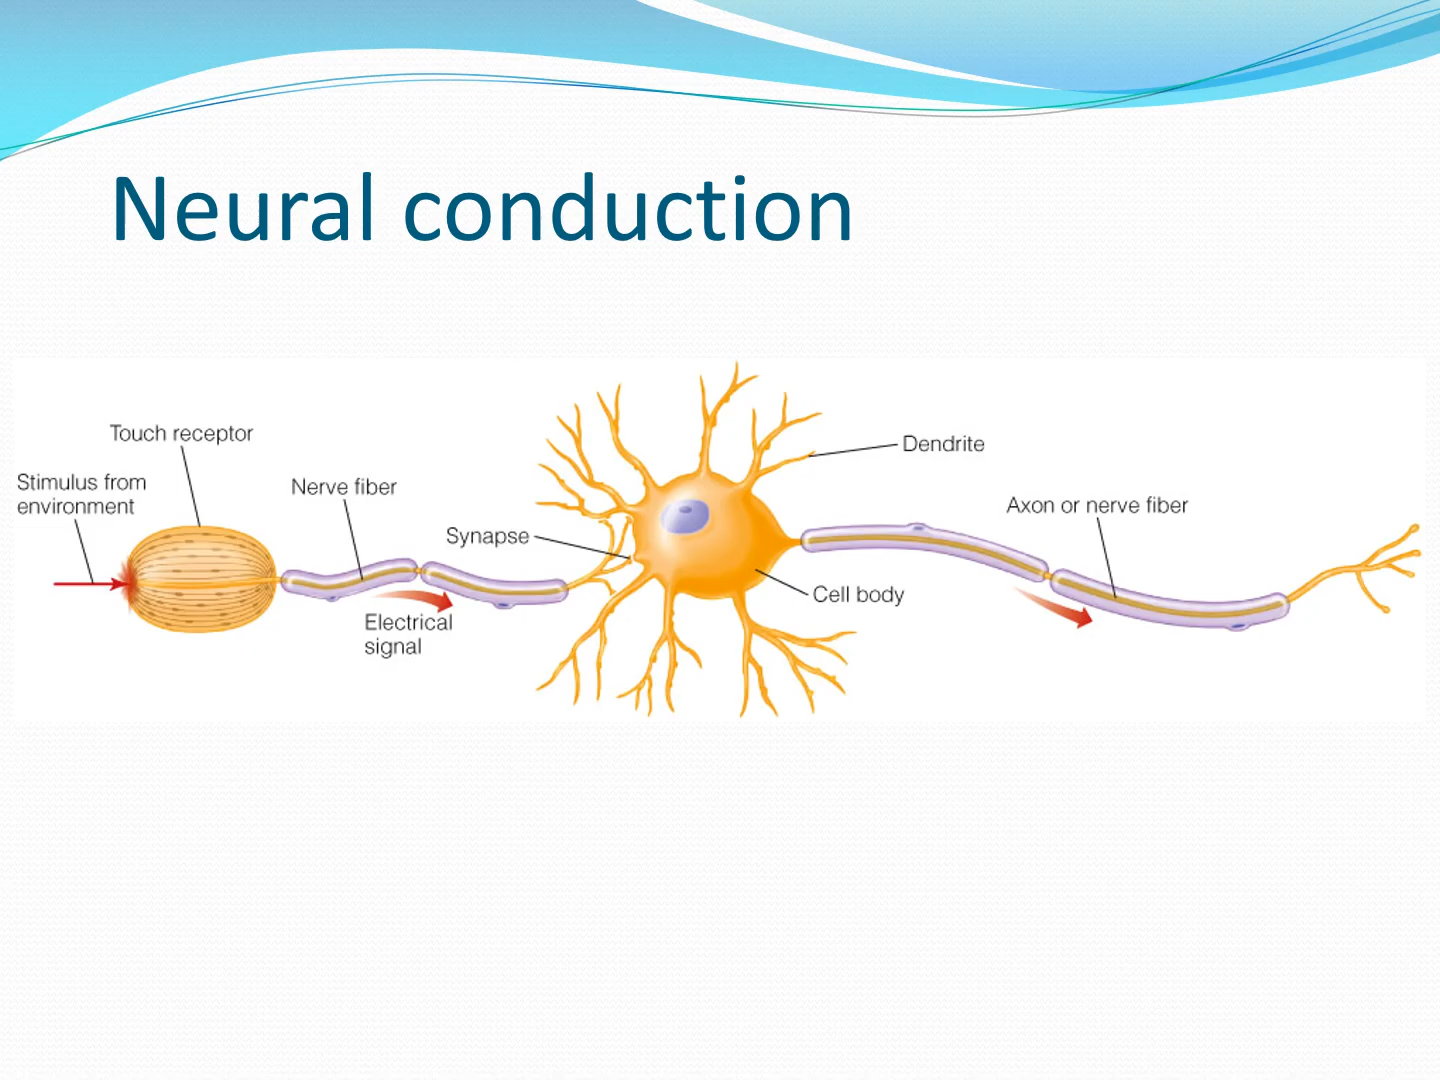 Neural conduction
Touch receptor
Stimulus from
environment
Nerve fiber
Synapse
Electrical
signal
Dendrite
Cell body
Axon or nerve fiber